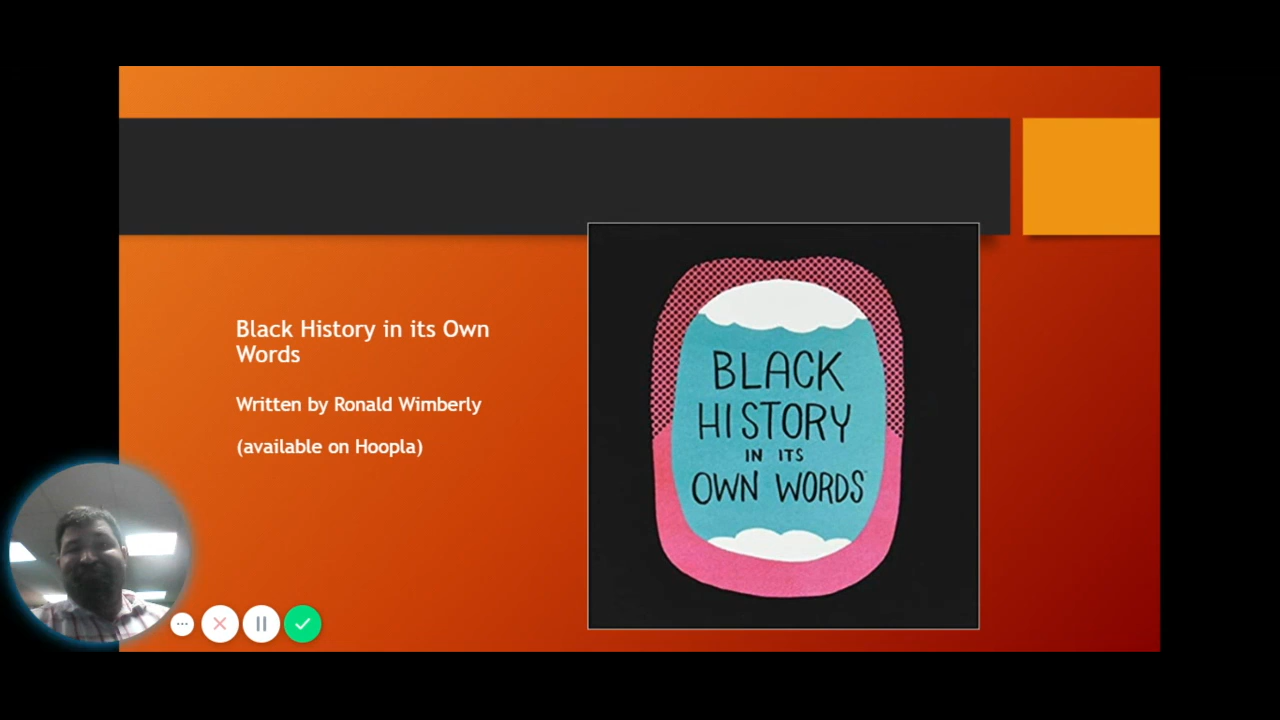 Black History in its Own
Words
Written by Ronald Wimberly
(available on Hoopla)
BLACK
HISTORY
IN ITS
OWN WORDS